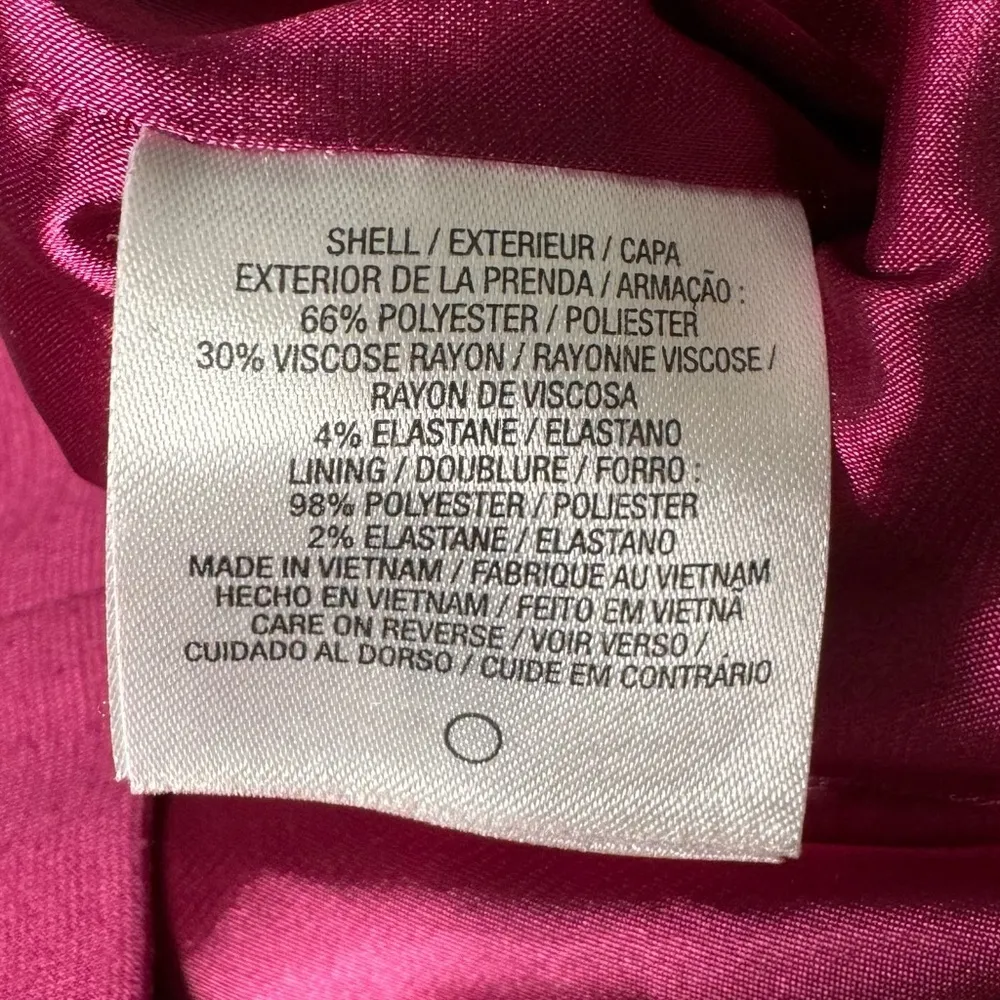 SHELL / EXTERIEUR / CAPA
EXTERIOR DE LA PRENDA / ARMAÇÃO :
66% POLYESTER / POLIESTER
30% VISCOSE RAYON / RAYONNE VISCOSE /
RAYON DE VISCOSA
4% ELASTANE / ELASTANO
LINING / DOUBLURE / FORRO :
98% POLYESTER / POLIESTER
2% ELASTANE / ELASTANO
MADE IN VIETNAM / FABRIQUE AU VIETNAM
HECHO EN VIETNAM / FEITO EM VIETNÃ
CARE ON REVERSE / VOIR VERSO /
CUIDADO AL DORSO / CUIDE EM CONTRÁRIO